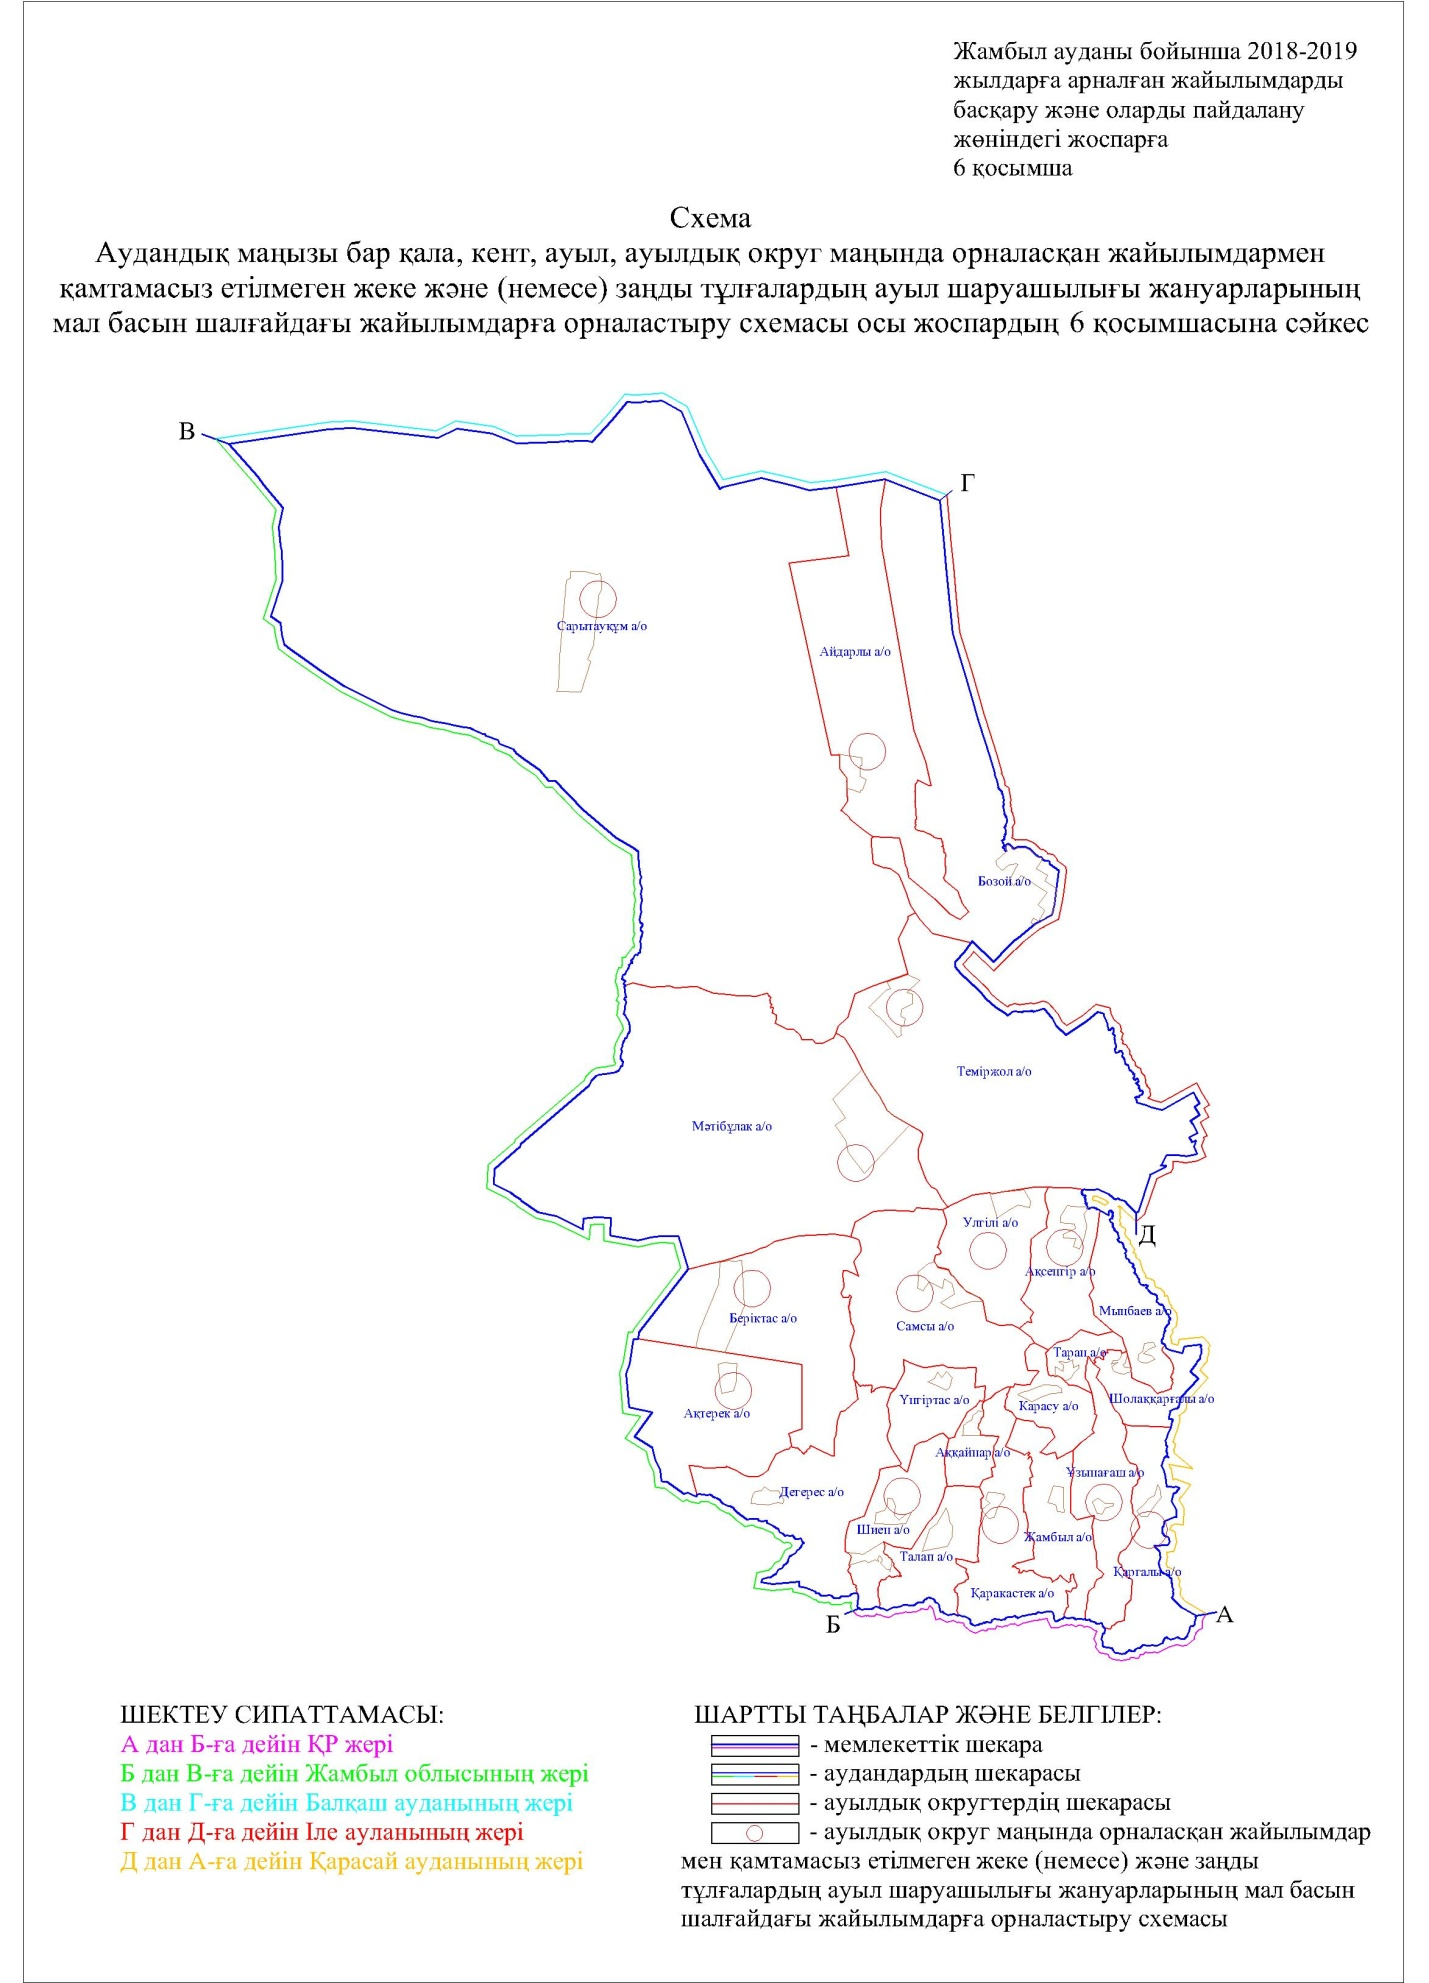 Жамбыл ауданы бойынша 2018-2019
жылдарға арналған жайылымдарды
басқару және оларды пайдалану
жөніндегі жоспарға
6 қосымша
Схема
Аудандық маңызы бар қала, кент, ауыл, ауылдық округ маңында орналасқан жайылымдармен
қамтамасыз етілмеген жеке және (немесе) заңды тұлғалардың ауыл шаруашылығы жануарларының
мал басын шалғайдағы жайылымдарға орналастыру схемасы осы жоспардың 6 қосымшасына сәйкес
В
Г
Сарытауқұм а/о
Айдарлы а/о
Бозой а/о
Теміржол а/о
Мәтібұлақ а/о
Улгілі а/о
Д
Ақсеңгір а/о
Мыңбаев а/о
Беріктас а/о
Самсы а/о
Таран а/о
Үңгіртас а/о
Карасу а/о
Шолаққарғалы а/о
Ақтерек а/о
Аққайнар а/о
Ұзынағаш а/о
Дегерес а/о
Шиен а/о
Жамбыл а/о
Талап а/о
Қарғалы а/о
Қаракастек а/о
Б
А
ШЕКТЕУ СИПАТТАМАСЫ:
А дан Б-ға дейін ҚР жері
Б дан В-ға дейін Жамбыл облысының жері
В дан Г-ға дейін Балқаш ауданының жері
Г дан Д-ға дейін Іле ауланының жері
Д дан А-ға дейін Қарасай ауданының жері
ШАРТТЫ ТАҢБАЛАР ЖӘНЕ БЕЛГІЛЕР:
- мемлекеттік шекара
- аудандардың шекарасы
- ауылдық округтердің шекарасы
- ауылдық округ маңында орналасқан жайылымдар
мен қамтамасыз етілмеген жеке (немесе) және заңды
тұлғалардың ауыл шаруашылығы жануарларының мал басын
шалғайдағы жайылымдарға орналастыру схемасы